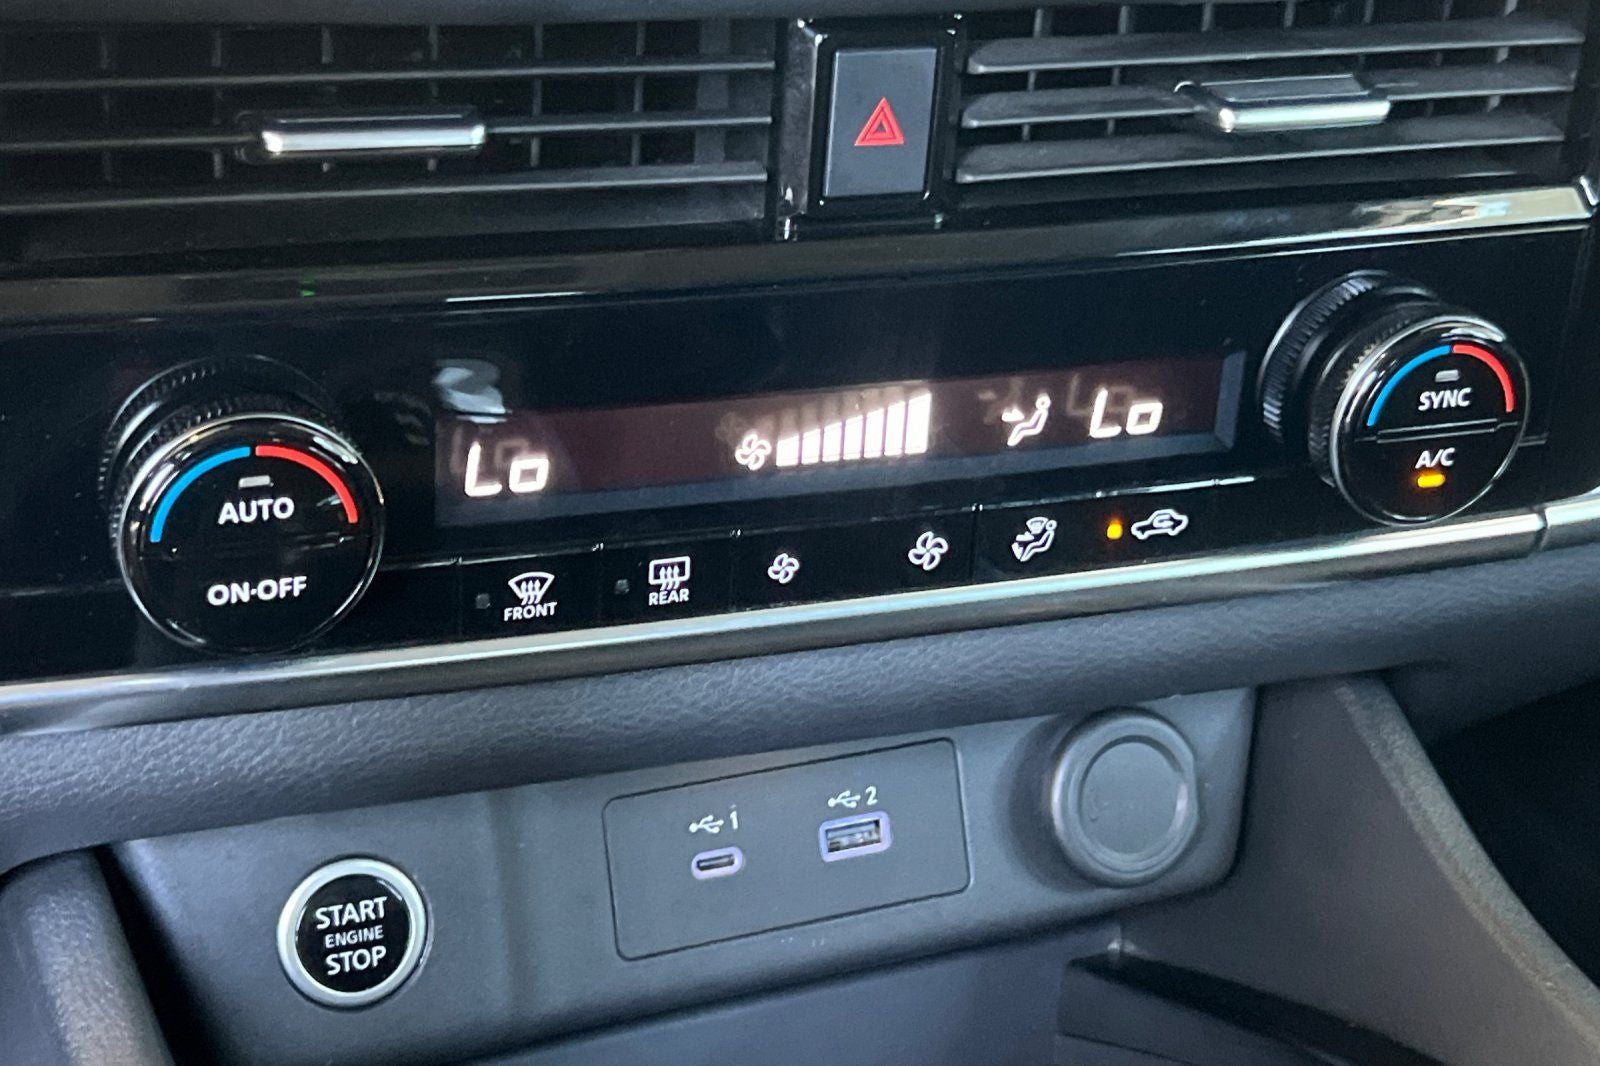 Lo
Lo
AUTO
ON·OFF
SYNC
A/C
FRONT
REAR
1
2
START
ENGINE
STOP